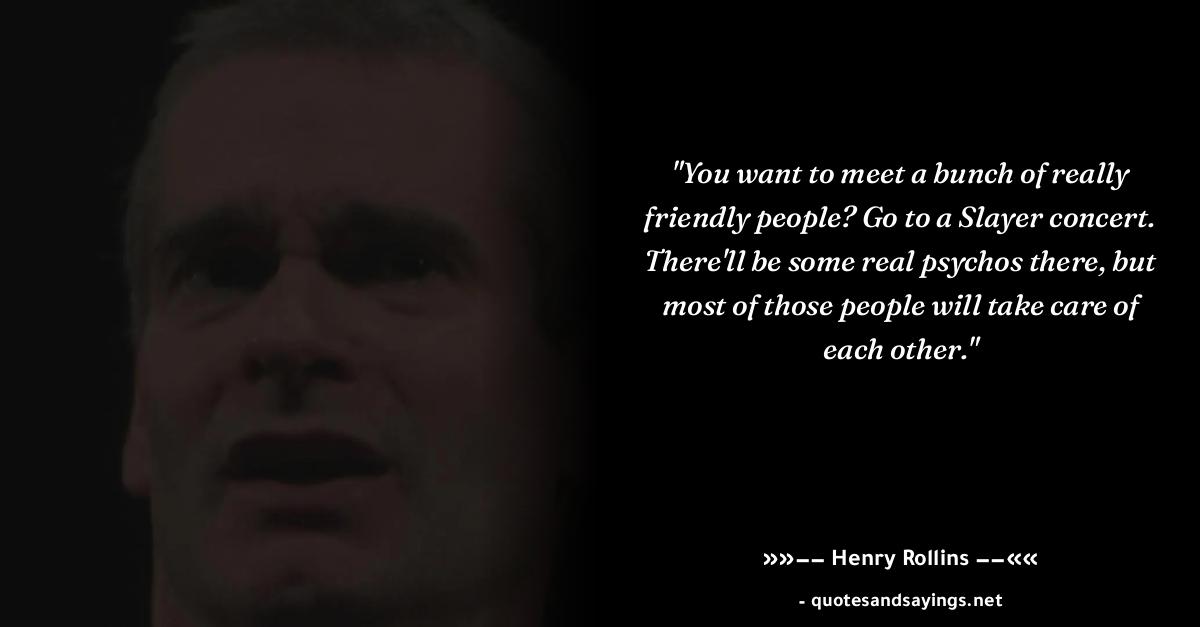 "You want to meet a bunch of really
friendly people? Go to a Slayer concert.
There'll be some real psychos there, but
most of those people will take care of
each other."
»»−− Henry Rollins −−««
- quotesandsayings.net